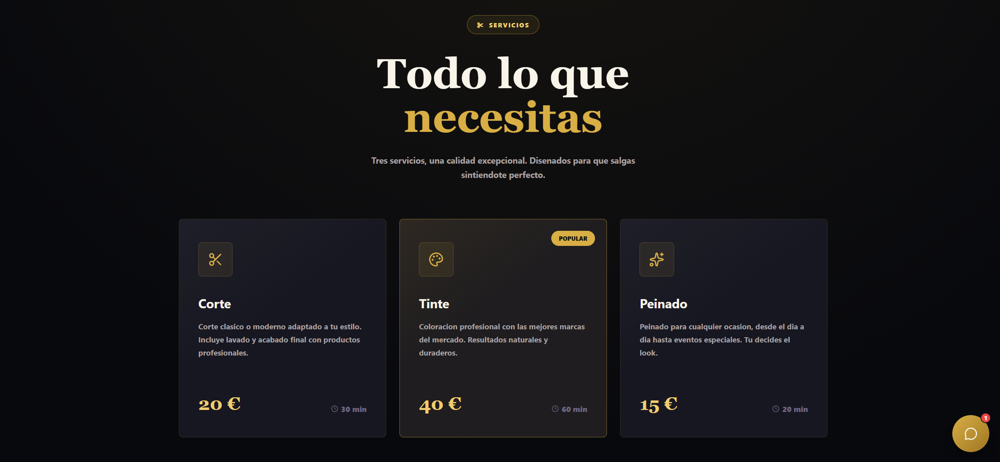 SERVICIOS
Todo lo que
necesitas
Tres servicios, una calidad excepcional. Disenados para que salgas
sintiendote perfecto.
Corte
Corte clasico o moderno adaptado a tu estilo.
Incluye lavado y acabado final con productos
profesionales.
20 €
30 min
POPULAR
Tinte
Coloracion profesional con las mejores marcas
del mercado. Resultados naturales y
duraderos.
40 €
60 min
Peinado
Peinado para cualquier ocasion, desde el dia a
dia hasta eventos especiales. Tu decides el
look.
15 €
20 min
1